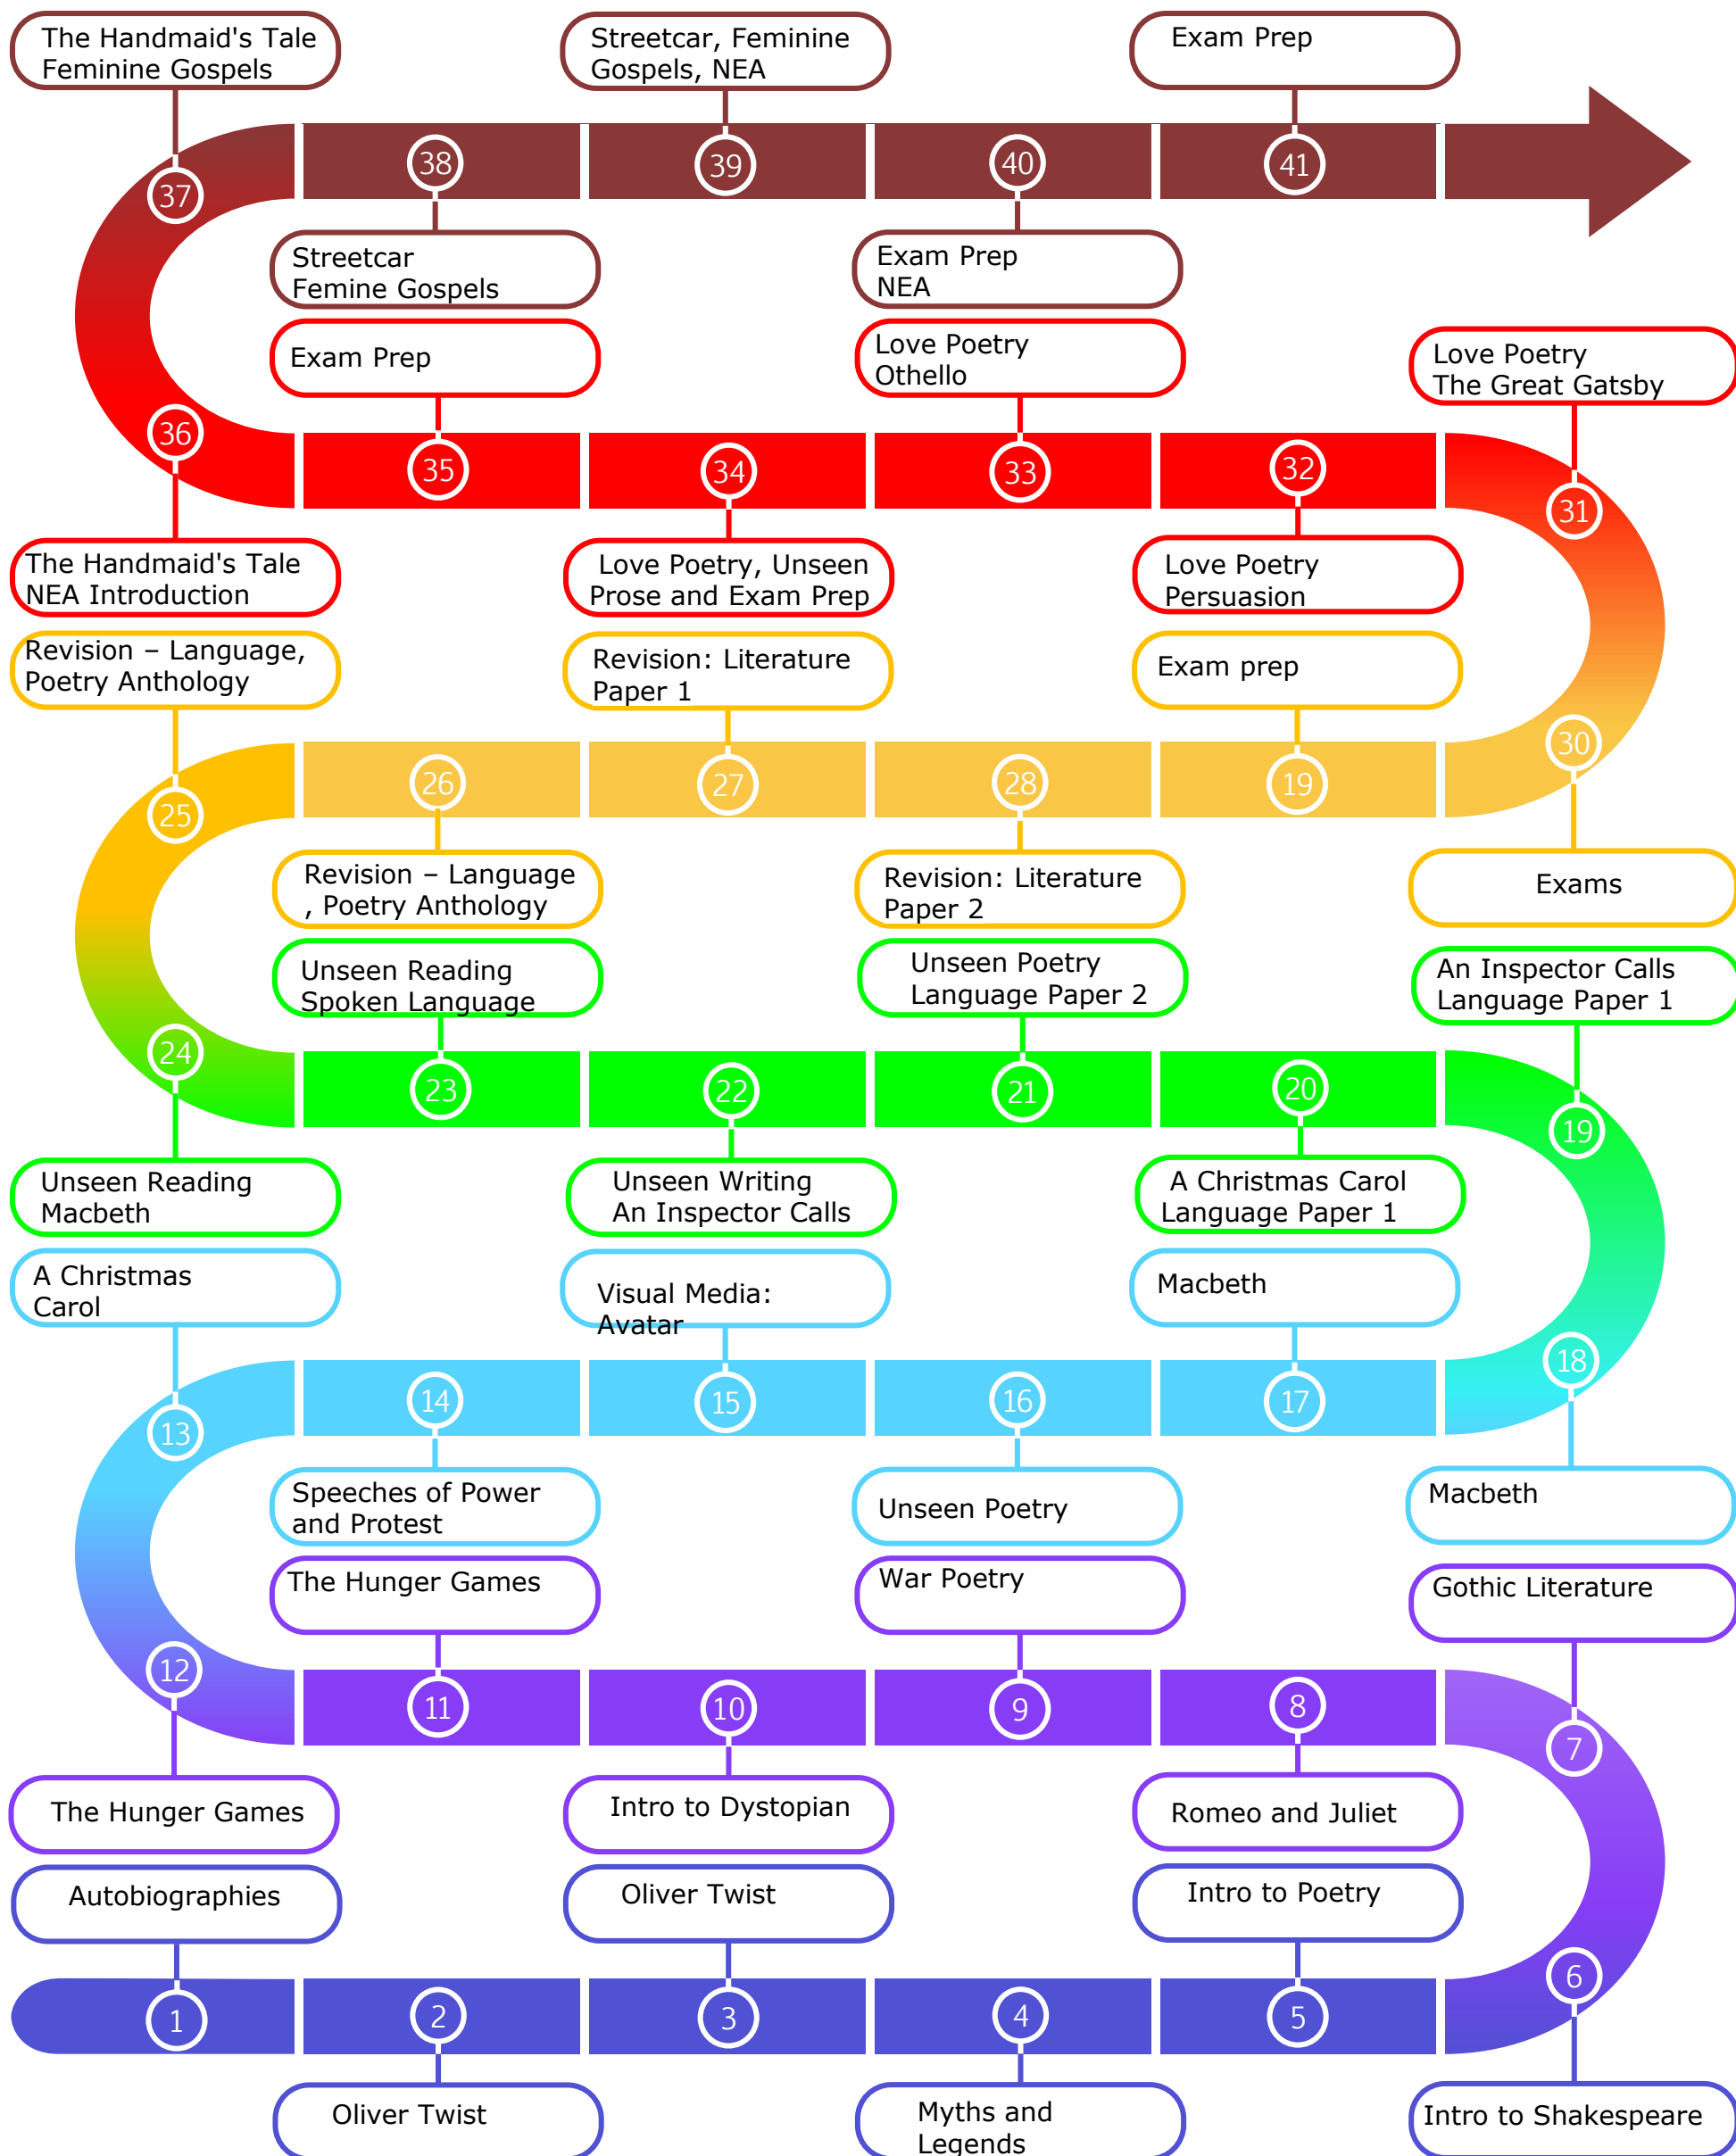 The Handmaid's Tale
Feminine Gospels
Streetcar, Feminine
Gospels, NEA
Exam Prep
37
38
39
40
41
Streetcar
Femine Gospels
Exam Prep
NEA
Exam Prep
Love Poetry
Othello
Love Poetry
The Great Gatsby
36
35
34
33
32
31
The Handmaid's Tale
NEA Introduction
Love Poetry, Unseen
Prose and Exam Prep
Love Poetry
Persuasion
Revision – Language,
Poetry Anthology
Revision: Literature
Paper 1
Exam prep
25
26
27
28
19
30
Revision – Language
, Poetry Anthology
Revision: Literature
Paper 2
Exams
Unseen Reading
Spoken Language
Unseen Poetry
Language Paper 2
An Inspector Calls
Language Paper 1
24
23
22
21
20
19
Unseen Reading
Macbeth
Unseen Writing
An Inspector Calls
A Christmas Carol
Language Paper 1
A Christmas
Carol
Visual Media:
Avatar
Macbeth
13
14
15
16
17
18
Speeches of Power
and Protest
Unseen Poetry
Macbeth
The Hunger Games
War Poetry
Gothic Literature
12
11
10
9
8
7
The Hunger Games
Intro to Dystopian
Romeo and Juliet
Autobiographies
Oliver Twist
Intro to Poetry
1
2
3
4
5
6
Oliver Twist
Myths and
Legends
Intro to Shakespeare